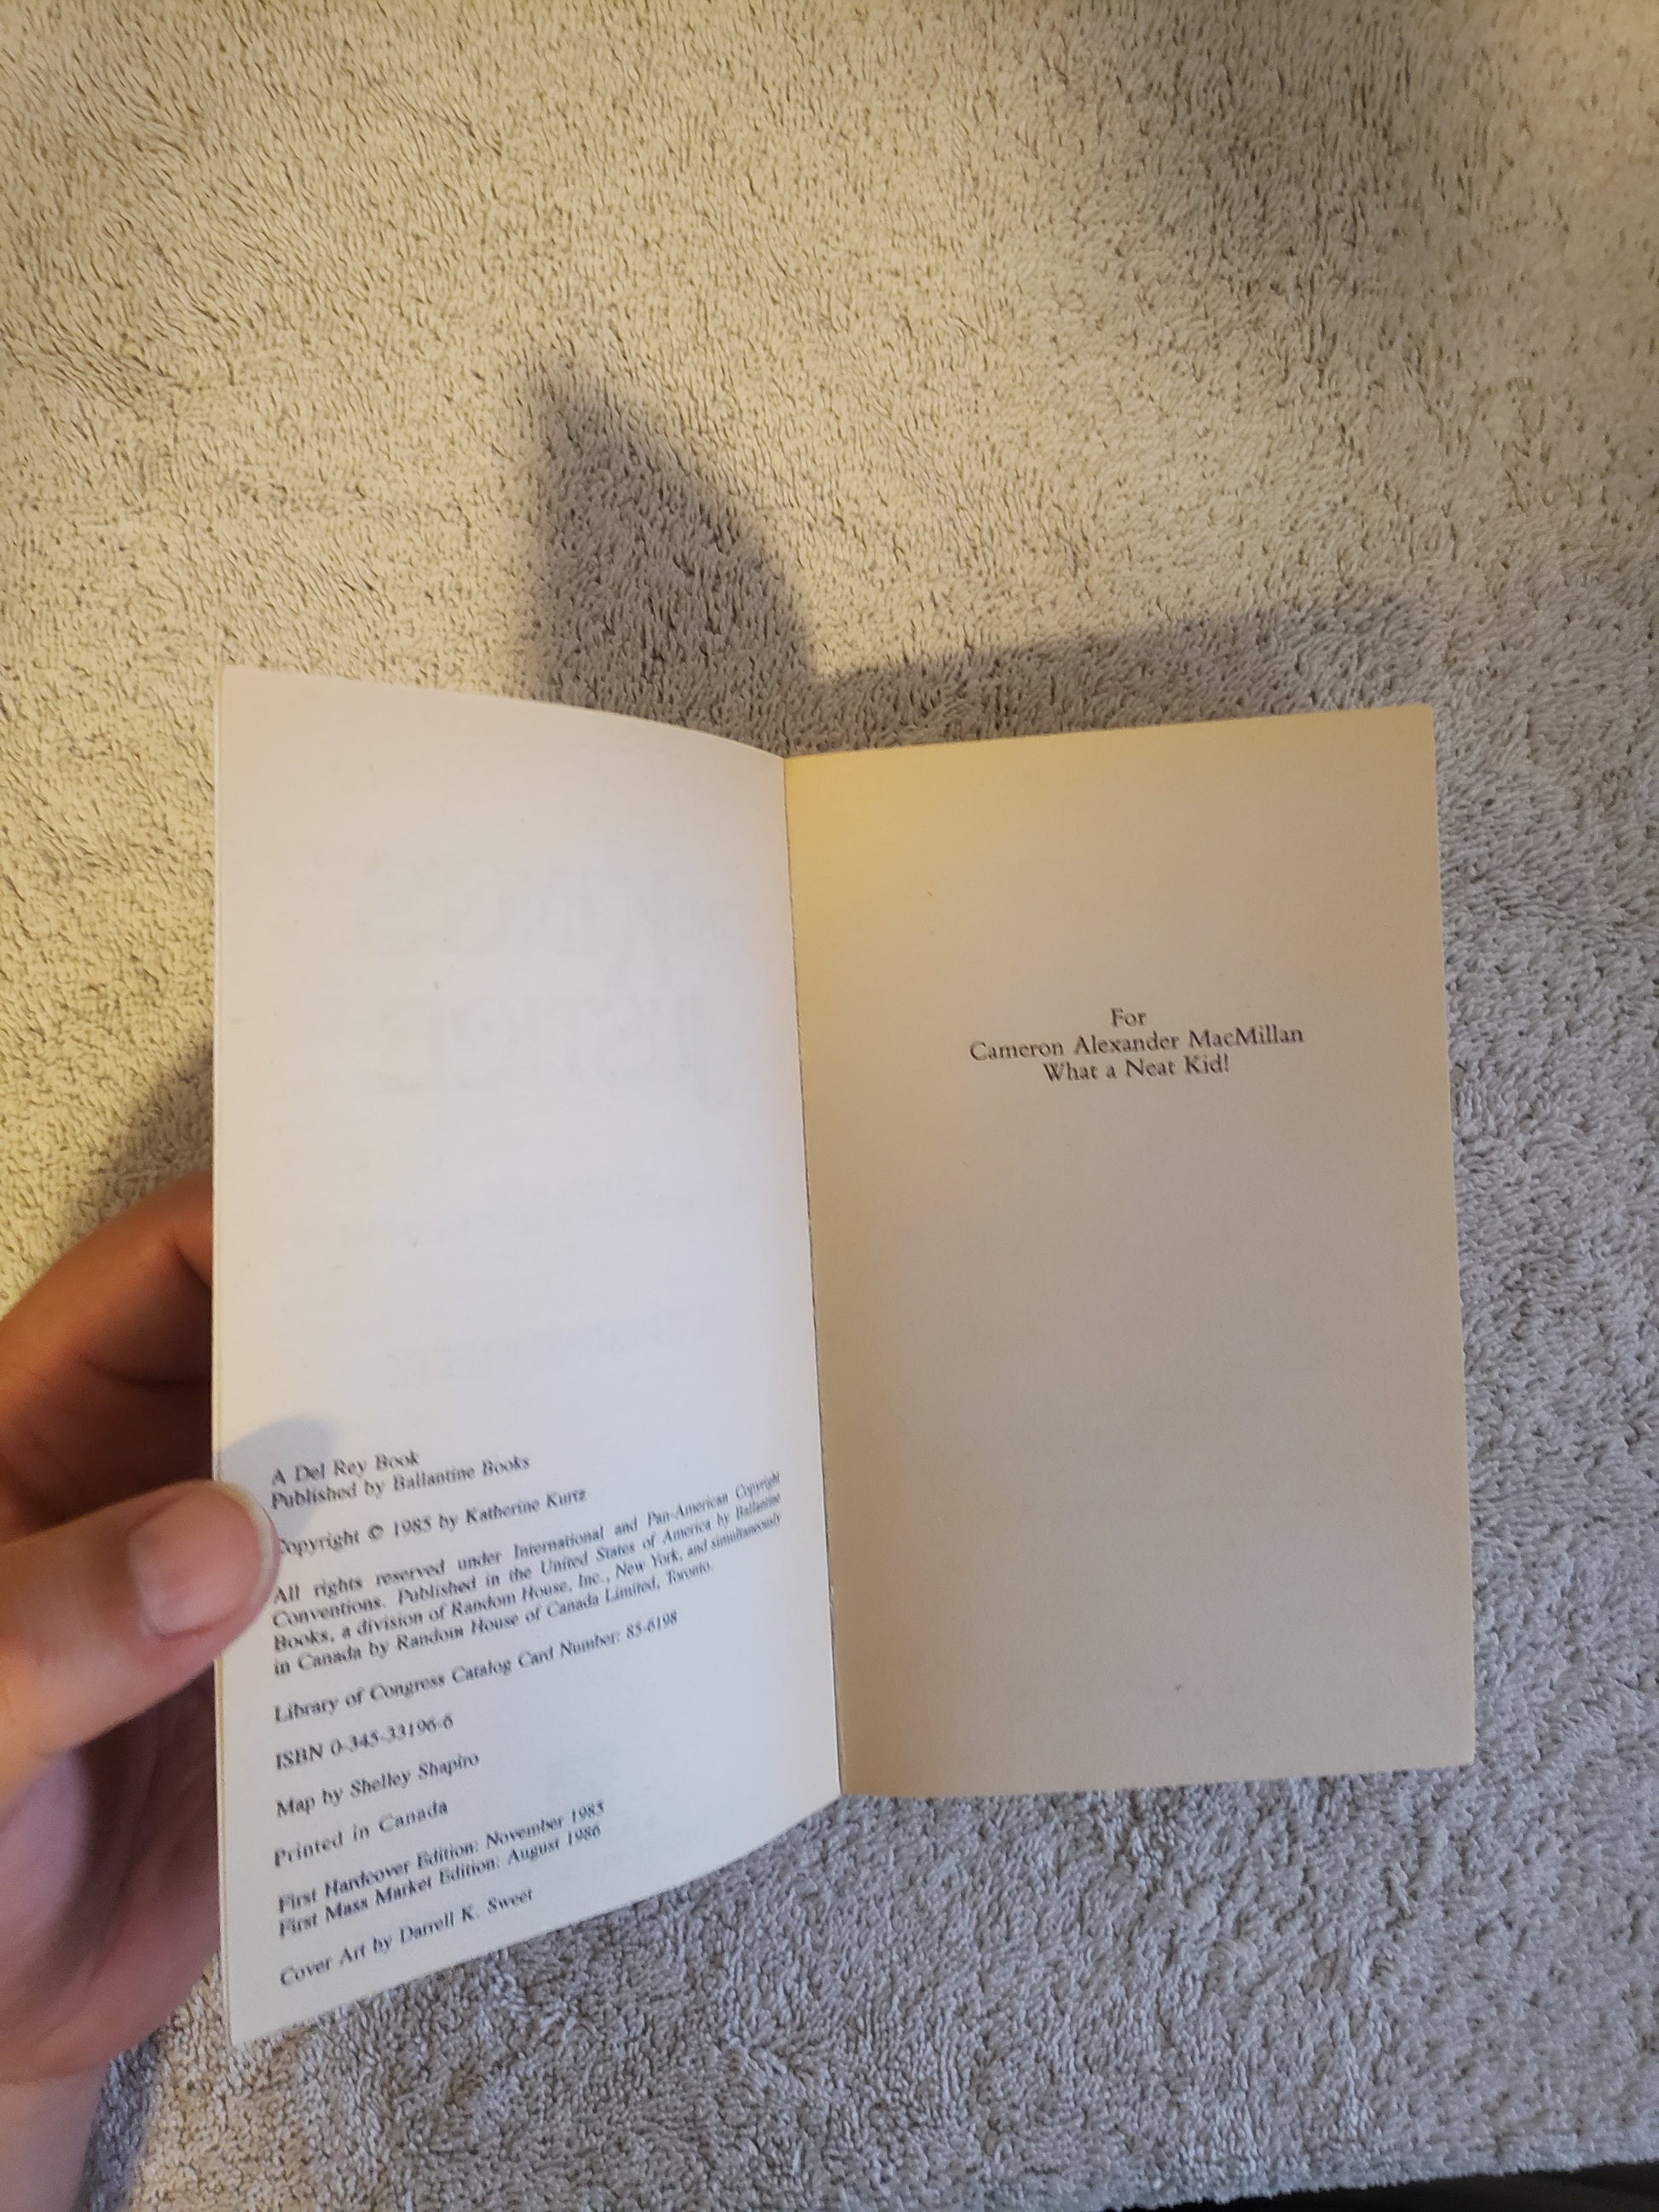 A Del Rey Book
Published by Ballantine Books
Copyright © 1985 by Katherine Kurtz
All rights reserved under International and Pan-American Copyright
Conventions. Published in the United States of America by Ballantine
Books, a division of Random House, Inc., New York, and simultaneously
in Canada by Random House of Canada Limited, Toronto.
Library of Congress Catalog Card Number: 85-6198
ISBN 0-345-33196-6
Map by Shelley Shapiro
Printed in Canada
First Hardcover Edition: November 1985
First Mass Market Edition: August 1986
Cover Art by Darrell K. Sweet
For
Cameron Alexander MacMillan
What a Neat Kid!